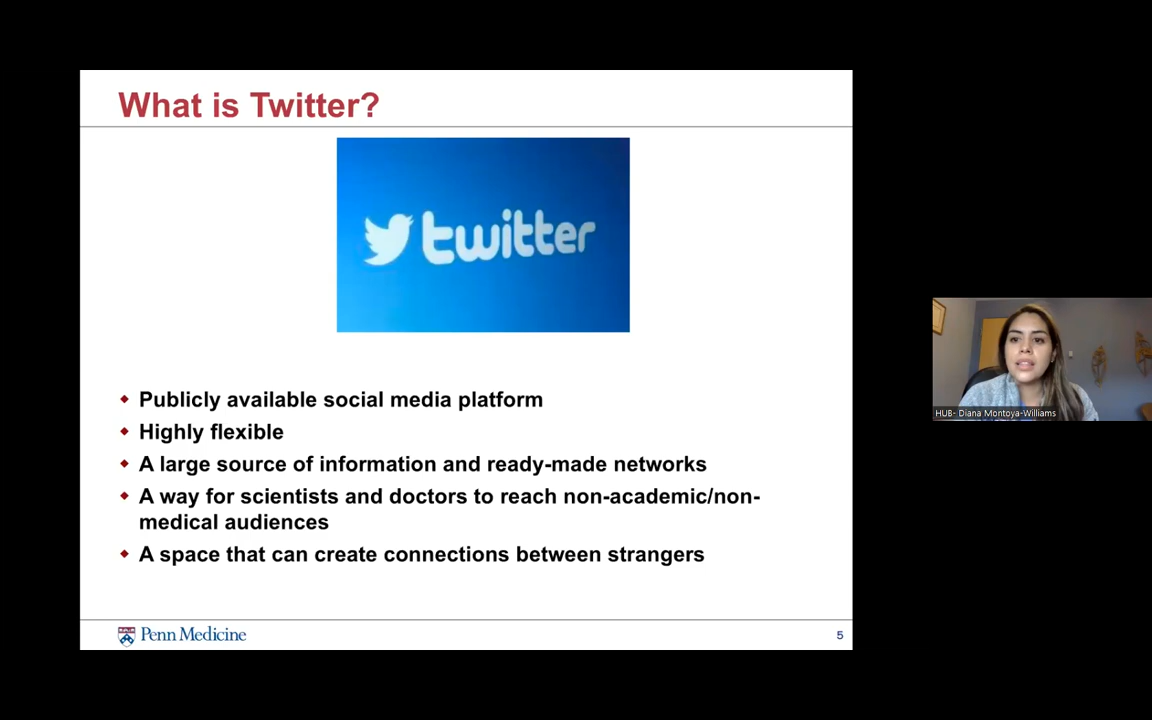 What is Twitter?
twitter
Publicly available social media platform
Highly flexible
A large source of information and ready-made networks
A way for scientists and doctors to reach non-academic/non-
medical audiences
A space that can create connections between strangers
HUB- Diana Montoya-Williams
Penn Medicine
5